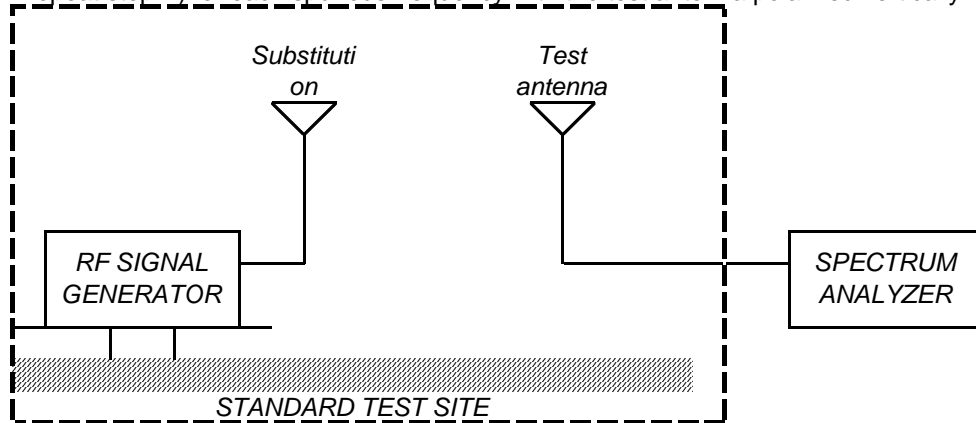 Substituti
on
Test
antenna
RF SIGNAL
GENERATOR
SPECTRUM
ANALYZER
STANDARD TEST SITE